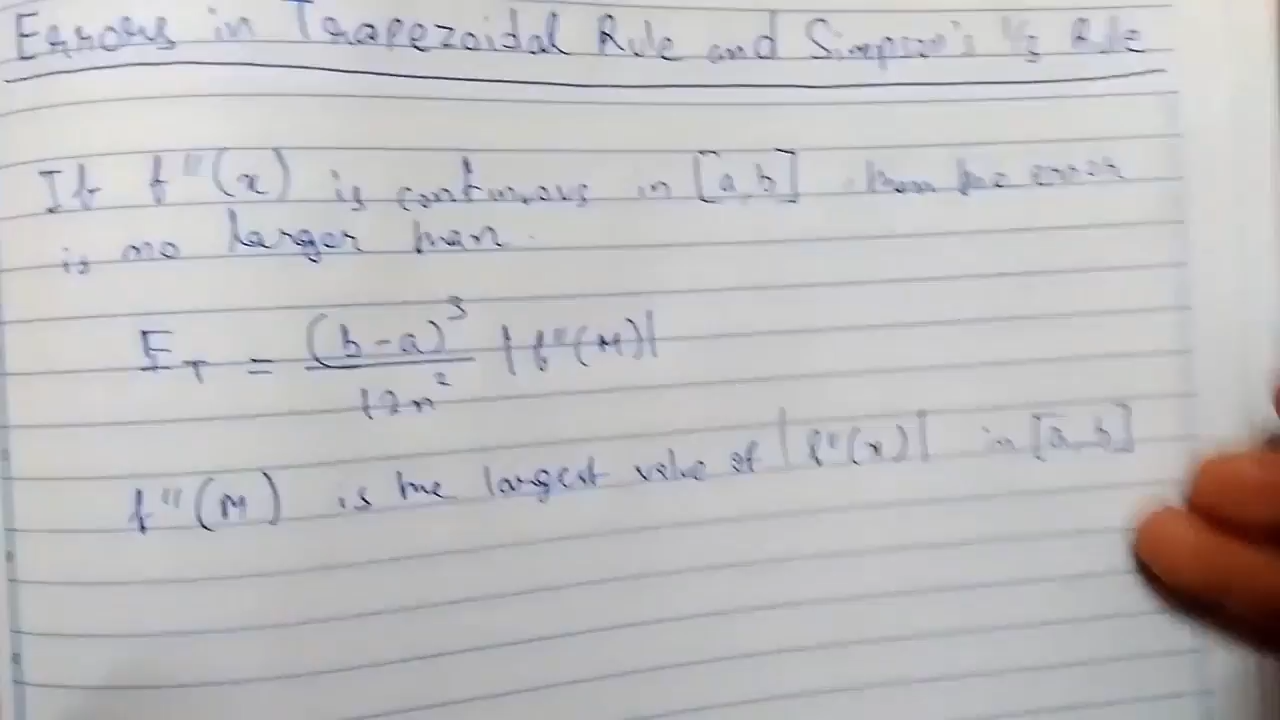 Errors in Trapezoidal Rule and Simpson's 1/3 Rule
If f''(x) is continuous in [a,b] then the error
is no larger than.
E_T = (b-a)^3 / 12n^2 |f''(M)|
f''(M) is the largest value of |f''(x)| in [a,b]